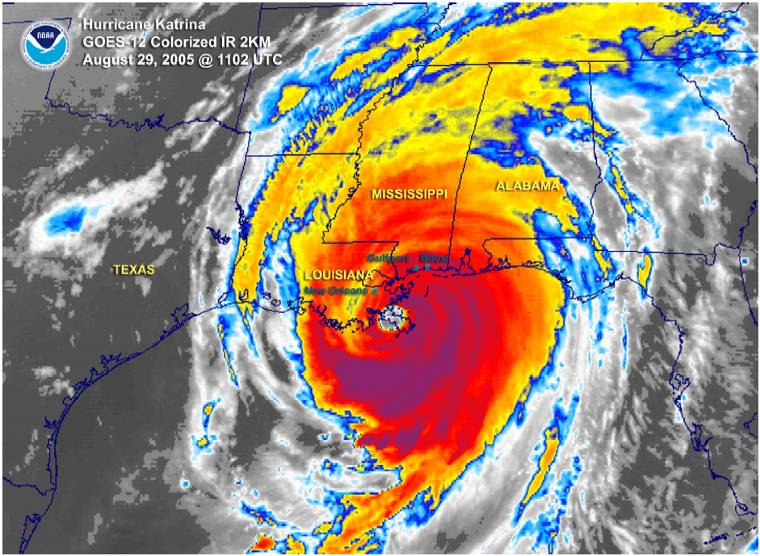 NOAA
Hurricane Katrina
GOES-12 Colorized IR 2KM
August 29, 2005 @ 1102 UTC
MISSISSIPPI
ALABAMA
Gulfport Biloxi
TEXAS
LOUISIANA
New Orleans